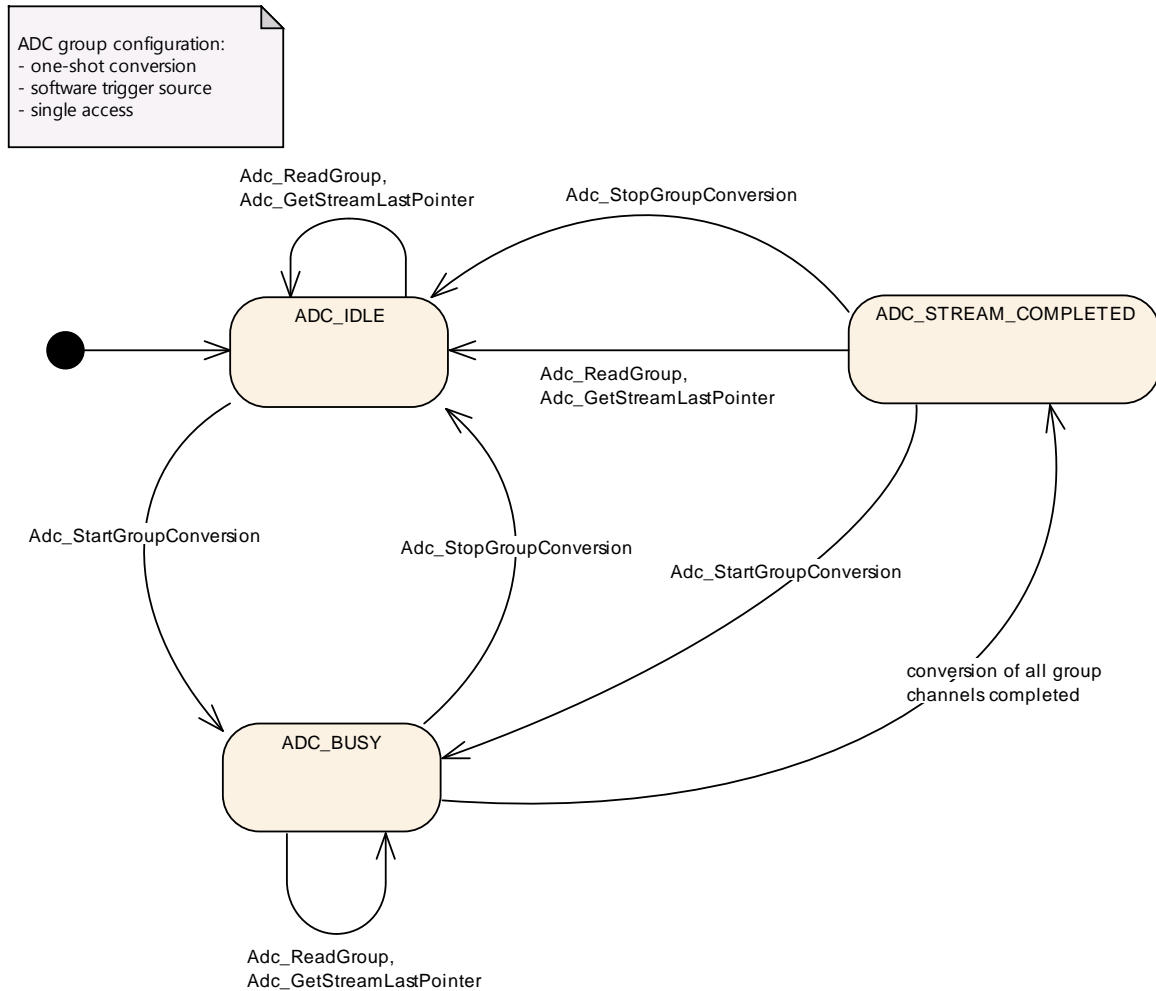 ADC group configuration:
- one-shot conversion
- software trigger source
- single access
Adc_ReadGroup,
Adc_GetStreamLastPointer
Adc_StopGroupConversion
ADC_IDLE
ADC_STREAM_COMPLETED
Adc_ReadGroup,
Adc_GetStreamLastPointer
Adc_StartGroupConversion
Adc_StopGroupConversion
Adc_StartGroupConversion
conversion of all group
channels completed
ADC_BUSY
Adc_ReadGroup,
Adc_GetStreamLastPointer